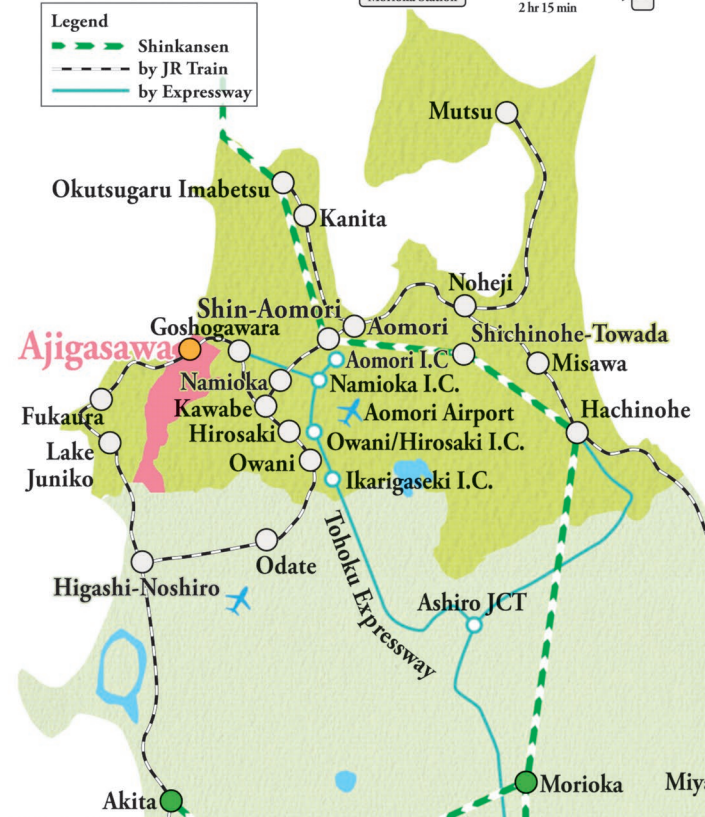 Morioka Station
2 hr 15 min
Legend
Shinkansen
by JR Train
by Expressway
Mutsu
Okutsugaru Imabetsu
Kanita
Noheji
Shin-Aomori
Aomori
Goshogawara
Shichinohe-Towada
Ajigasawa
Aomori I.C
Misawa
Namioka
Namioka I.C.
Kawabe
Aomori Airport
Hachinohe
Fukaura
Hirosaki
Owani/Hirosaki I.C.
Lake
Juniko
Owani
Ikarigaseki I.C.
Tohoku Expressway
Odate
Higashi-Noshiro
Ashiro JCT
Morioka
Akita